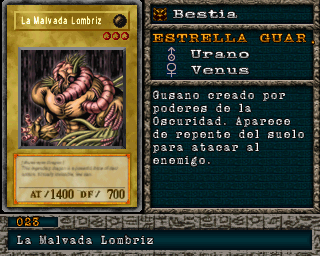 La Malvada Lombriz
AT/1400 DF/ 700
Bestia
ESTRELLA GUAR.
Urano
Venus
Gusano creado por
poderes de la
Oscuridad. Aparece
de repente del suelo
para atacar al
enemigo.
023
La Malvada Lombriz